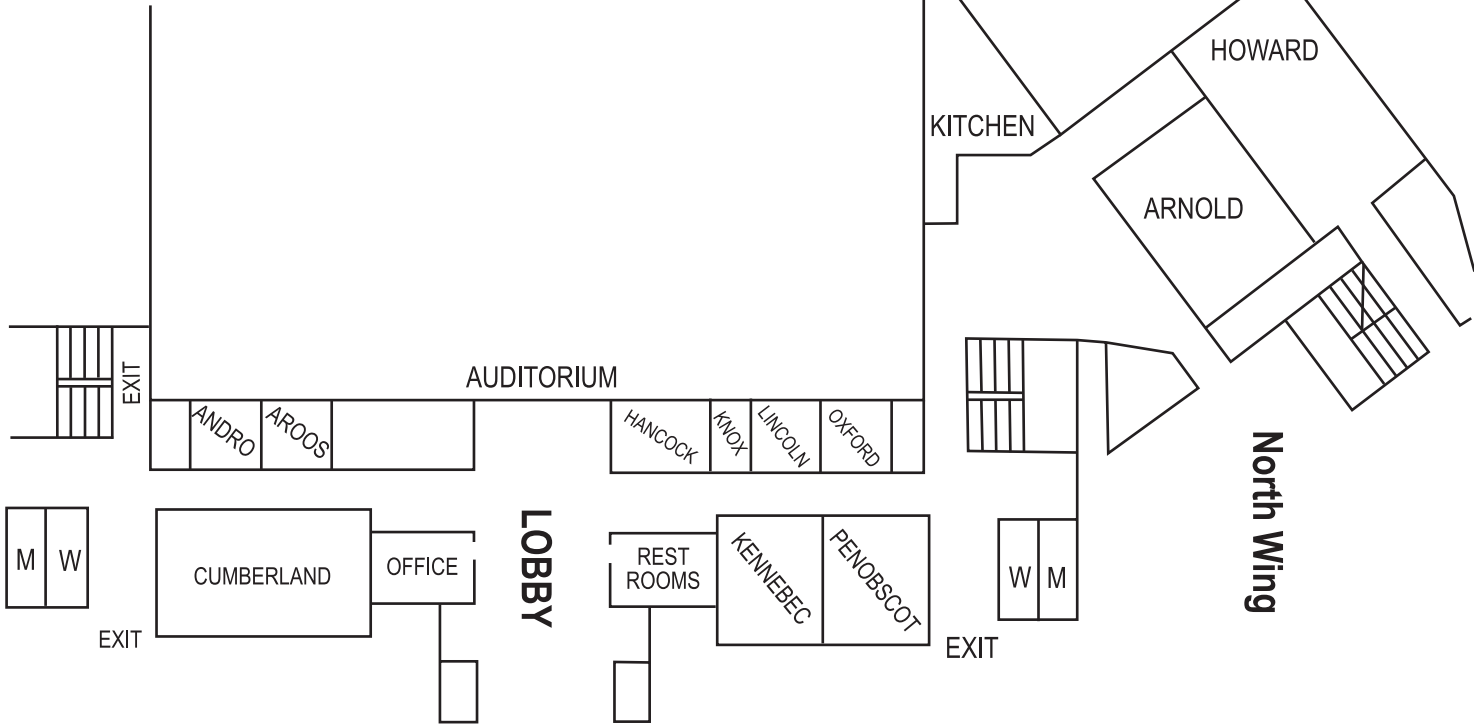 HOWARD
KITCHEN
ARNOLD
EXIT
AUDITORIUM
ANDRO
AROOS
HANCOCK
KNOX
LINCOLN
OXFORD
North Wing
M
W
CUMBERLAND
OFFICE
LOBBY
REST
ROOMS
KENNEBEC
PENOBSCOT
W
M
EXIT
EXIT